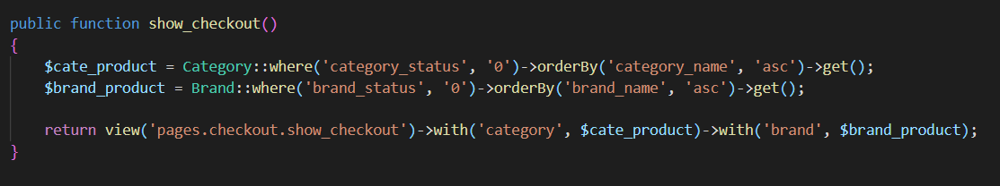 public function show_checkout()
{
$cate_product = Category::where('category_status', '0')->orderBy('category_name', 'asc')->get();
$brand_product = Brand::where('brand_status', '0')->orderBy('brand_name', 'asc')->get();
return view('pages.checkout.show_checkout')->with('category', $cate_product)->with('brand', $brand_product);
}